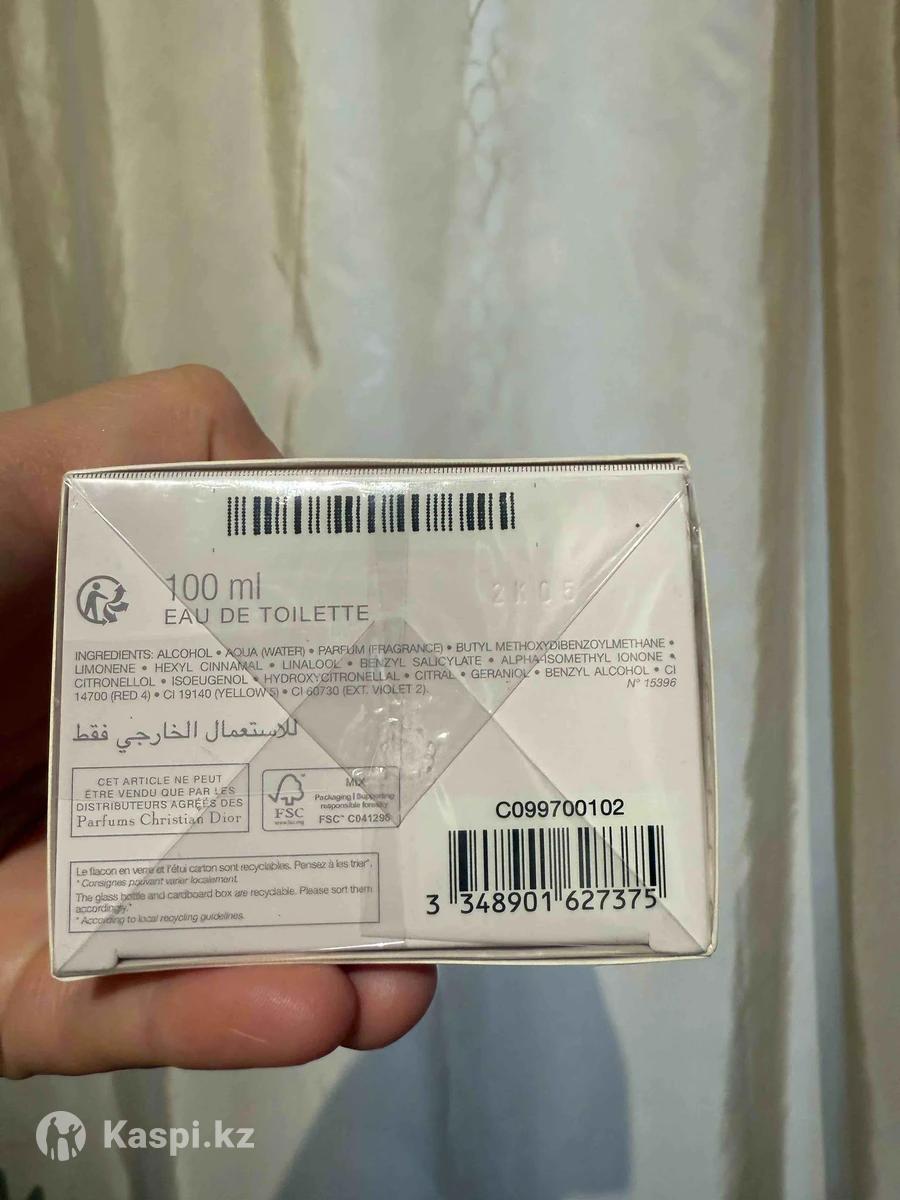 100 ml
EAU DE TOILETTE
2K05
INGREDIENTS: ALCOHOL • AQUA (WATER) • PARFUM (FRAGRANCE) • BUTYL METHOXYDIBENZOYLMETHANE •
LIMONENE • HEXYL CINNAMAL • LINALOOL • BENZYL SALICYLATE • ALPHA-ISOMETHYL IONONE •
CITRONELLOL • ISOEUGENOL • HYDROXYCITRONELLAL • CITRAL • GERANIOL • BENZYL ALCOHOL • CI
14700 (RED 4) • CI 19140 (YELLOW 5) • CI 60730 (EXT. VIOLET 2).
N° 15396
للاستعمال الخارجي فقط
CET ARTICLE NE PEUT
ÊTRE VENDU QUE PAR LES
DISTRIBUTEURS AGRÉÉS DES
Parfums Christian Dior
FSC
www.fsc.org
MIX
Packaging | Supporting
responsible forestry
FSC™ C041296
Le flacon en verre et l'étui carton sont recyclables. Pensez à les trier*.
* Consignes pouvant varier localement.
The glass bottle and cardboard box are recyclable. Please sort them
accordingly.*
* According to local recycling guidelines.
C099700102
3 348901 627375
Kaspi.kz